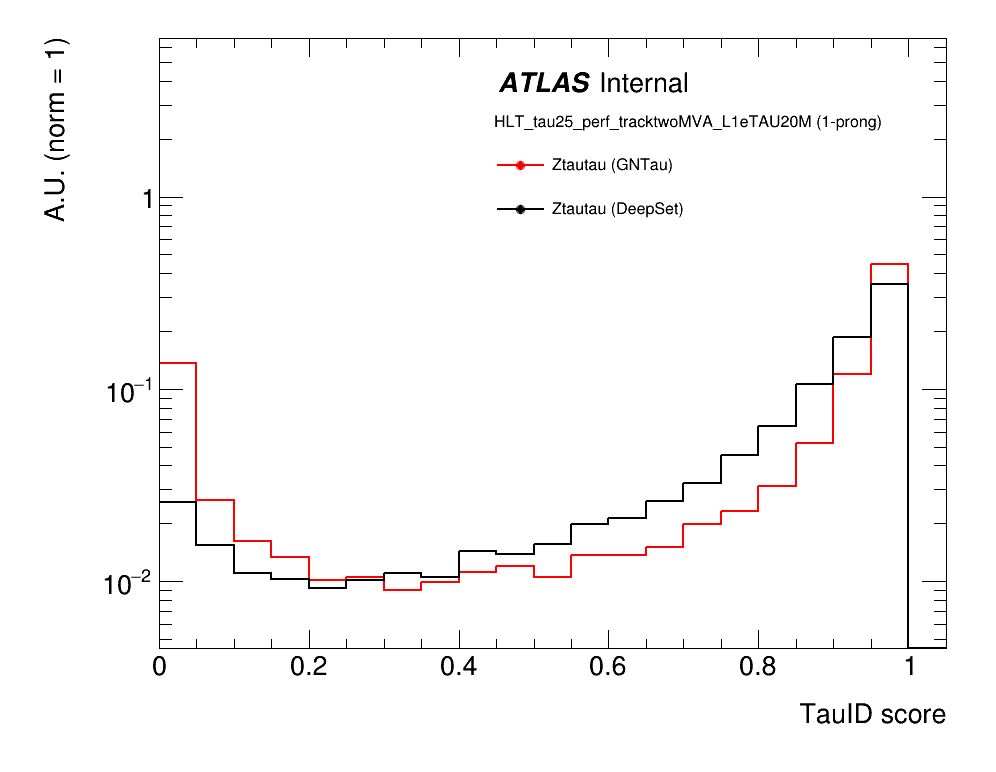 A.U. (norm = 1)
ATLAS Internal
HLT_tau25_perf_tracktwoMVA_L1eTAU20M (1-prong)
Ztautau (GNTau)
Ztautau (DeepSet)
1
10⁻¹
10⁻²
0 0.2 0.4 0.6 0.8 1
TauID score